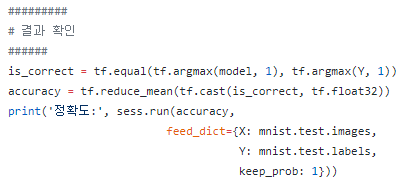 #########
# 결과 확인
######
is_correct = tf.equal(tf.argmax(model, 1), tf.argmax(Y, 1))
accuracy = tf.reduce_mean(tf.cast(is_correct, tf.float32))
print('정확도:', sess.run(accuracy,
                        feed_dict={X: mnist.test.images,
                                   Y: mnist.test.labels,
                                   keep_prob: 1}))